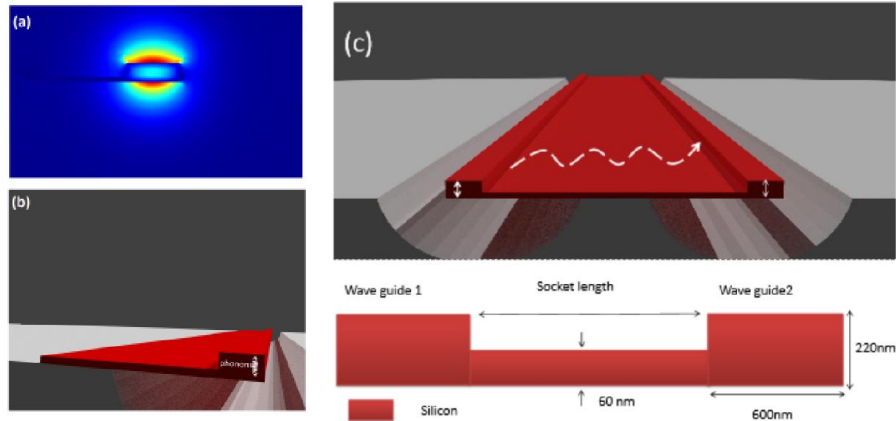 (a)
(b)
phonon
(c)
Wave guide 1
Socket length
Wave guide2
220nm
60 nm
600nm
Silicon